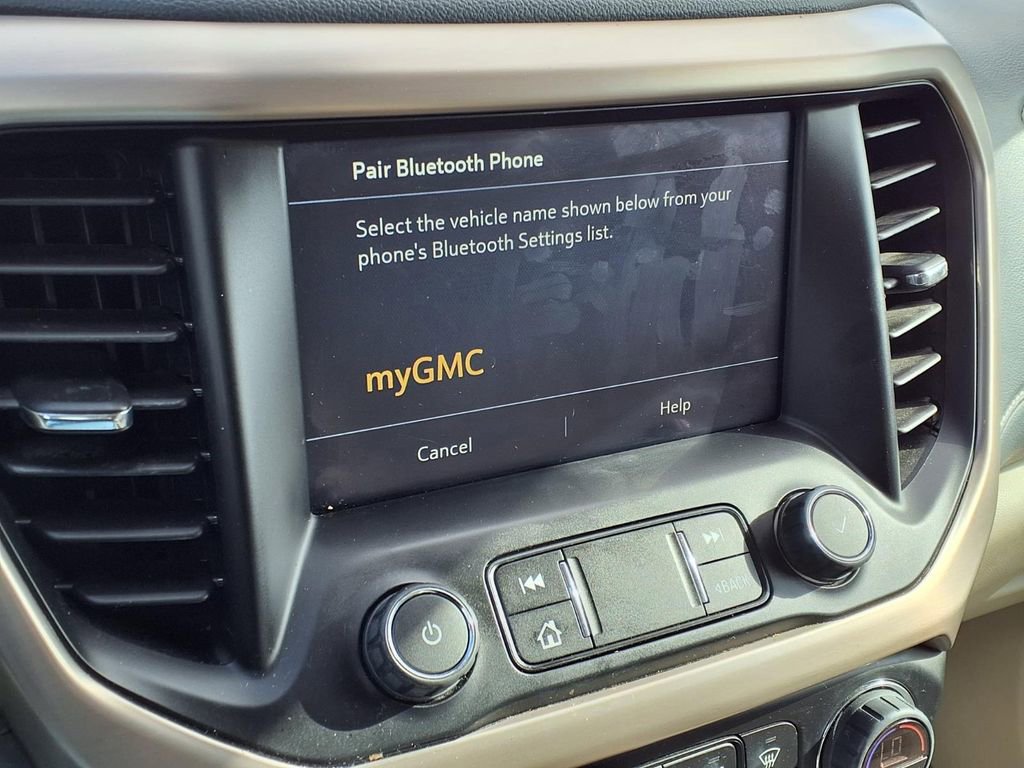 Pair Bluetooth Phone
Select the vehicle name shown below from your
phone's Bluetooth Settings list.
myGMC
Cancel
Help
BACK
LO